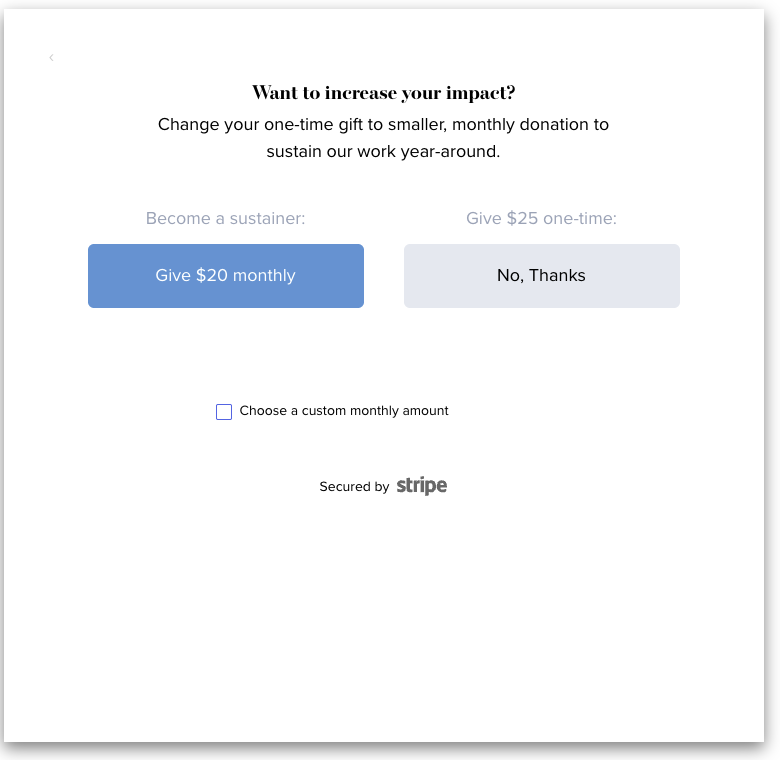 Want to increase your impact?
Change your one-time gift to smaller, monthly donation to
sustain our work year-around.
Become a sustainer:
Give $20 monthly
Give $25 one-time:
No, Thanks
Choose a custom monthly amount
Secured by stripe